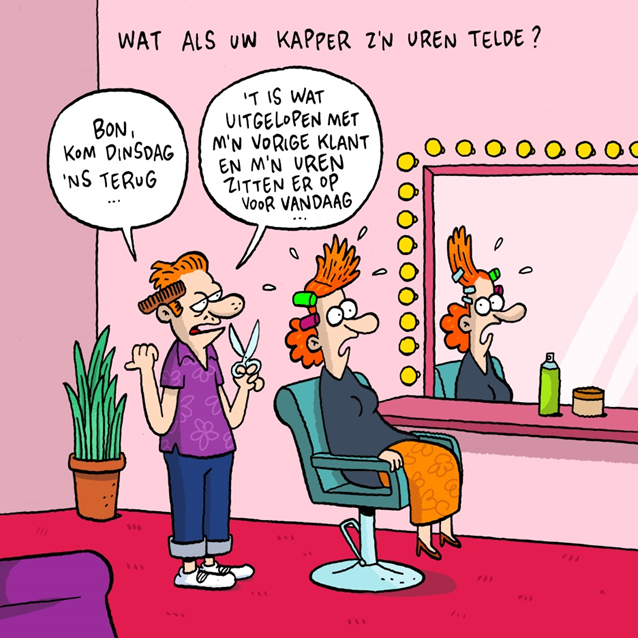 WAT ALS UW KAPPER Z'N UREN TELDE?
BON,
KOM DINSDAG
'NS TERUG
...
'T IS WAT
UITGELOPEN MET
M'N VORIGE KLANT
EN M'N UREN
ZITTEN ER OP
VOOR VANDAAG
...